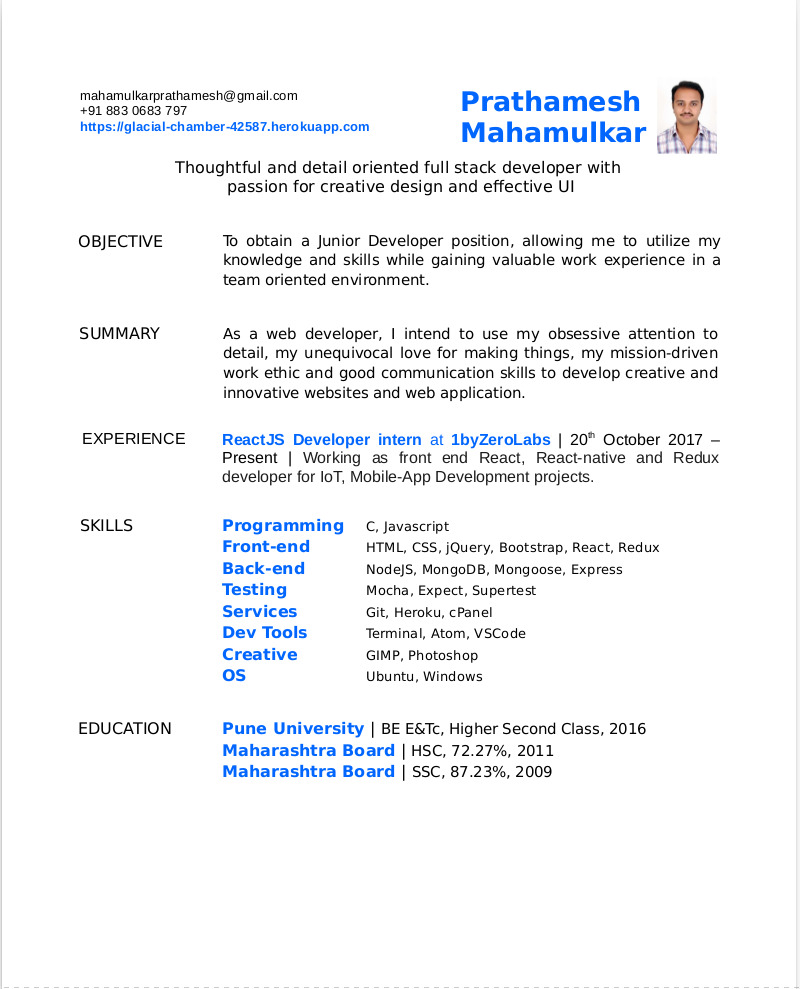 mahamulkarprathamesh@gmail.com
+91 883 0683 797
https://glacial-chamber-42587.herokuapp.com
Prathamesh
Mahamulkar
Thoughtful and detail oriented full stack developer with
passion for creative design and effective UI
OBJECTIVE
To obtain a Junior Developer position, allowing me to utilize my
knowledge and skills while gaining valuable work experience in a
team oriented environment.
SUMMARY
As a web developer, I intend to use my obsessive attention to
detail, my unequivocal love for making things, my mission-driven
work ethic and good communication skills to develop creative and
innovative websites and web application.
EXPERIENCE
ReactJS Developer intern at 1byZeroLabs | 20th October 2017 –
Present | Working as front end React, React-native and Redux
developer for IoT, Mobile-App Development projects.
SKILLS
Programming C, Javascript
Front-end HTML, CSS, jQuery, Bootstrap, React, Redux
Back-end NodeJS, MongoDB, Mongoose, Express
Testing Mocha, Expect, Supertest
Services Git, Heroku, cPanel
Dev Tools Terminal, Atom, VSCode
Creative GIMP, Photoshop
OS Ubuntu, Windows
EDUCATION
Pune University | BE E&Tc, Higher Second Class, 2016
Maharashtra Board | HSC, 72.27%, 2011
Maharashtra Board | SSC, 87.23%, 2009